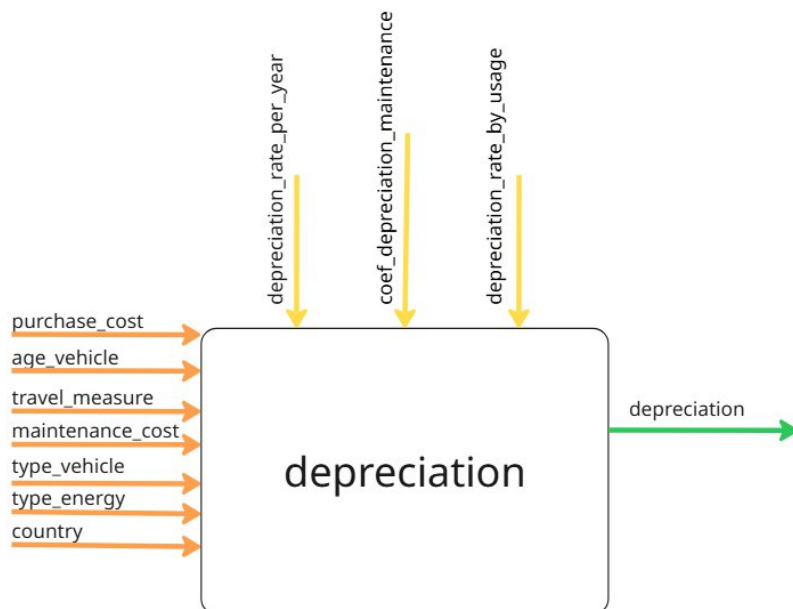 depreciation_rate_per_year
coef_depreciation_maintenance
depreciation_rate_by_usage
purchase_cost
age_vehicle
travel_measure
maintenance_cost
type_vehicle
type_energy
country
depreciation
depreciation